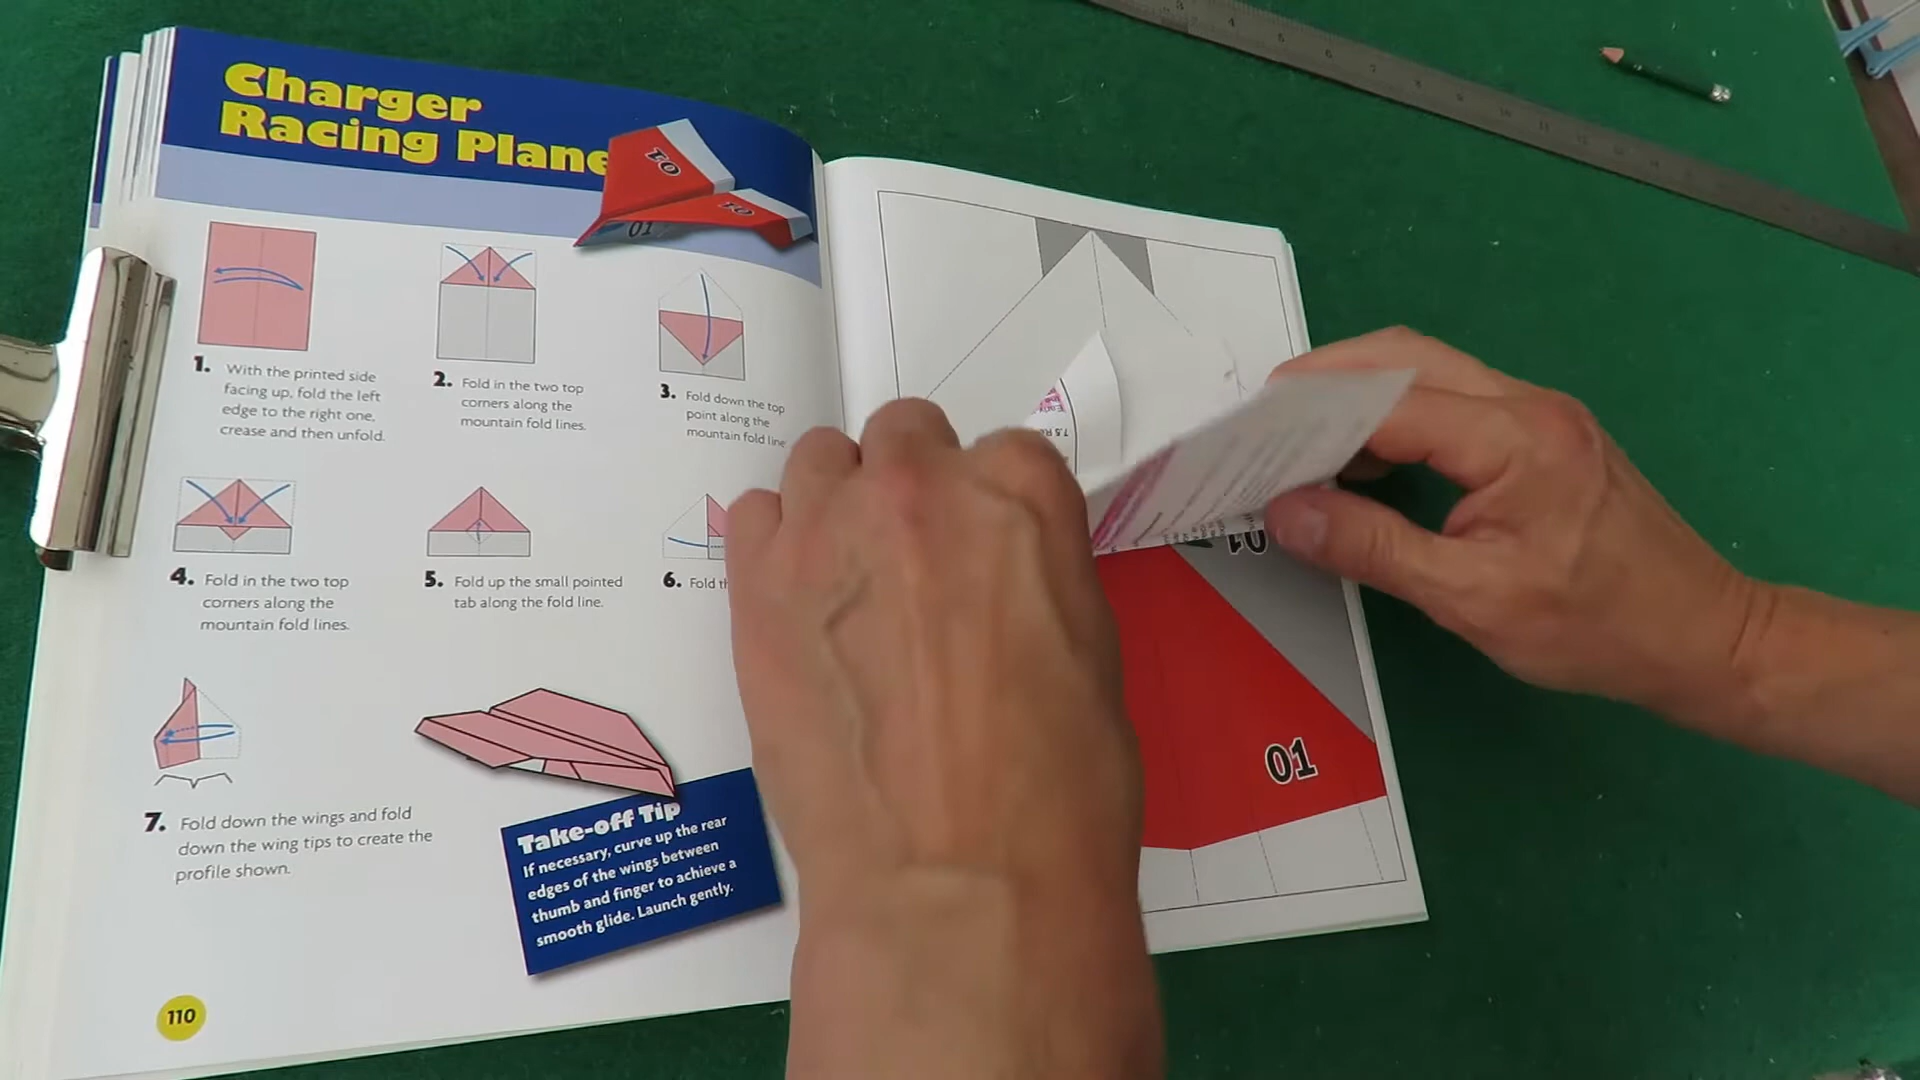 Charger
Racing Plane
01
01
01
1. With the printed side
facing up, fold the left
edge to the right one,
crease and then unfold.
2. Fold in the two top
corners along the
mountain fold lines.
3. Fold down the top
point along the
mountain fold line
4. Fold in the two top
corners along the
mountain fold lines.
5. Fold up the small pointed
tab along the fold line.
6. Fold th
7. Fold down the wings and fold
down the wing tips to create the
profile shown.
Take-off Tip
If necessary, curve up the rear
edges of the wings between
thumb and finger to achieve a
smooth glide. Launch gently.
110
01
01